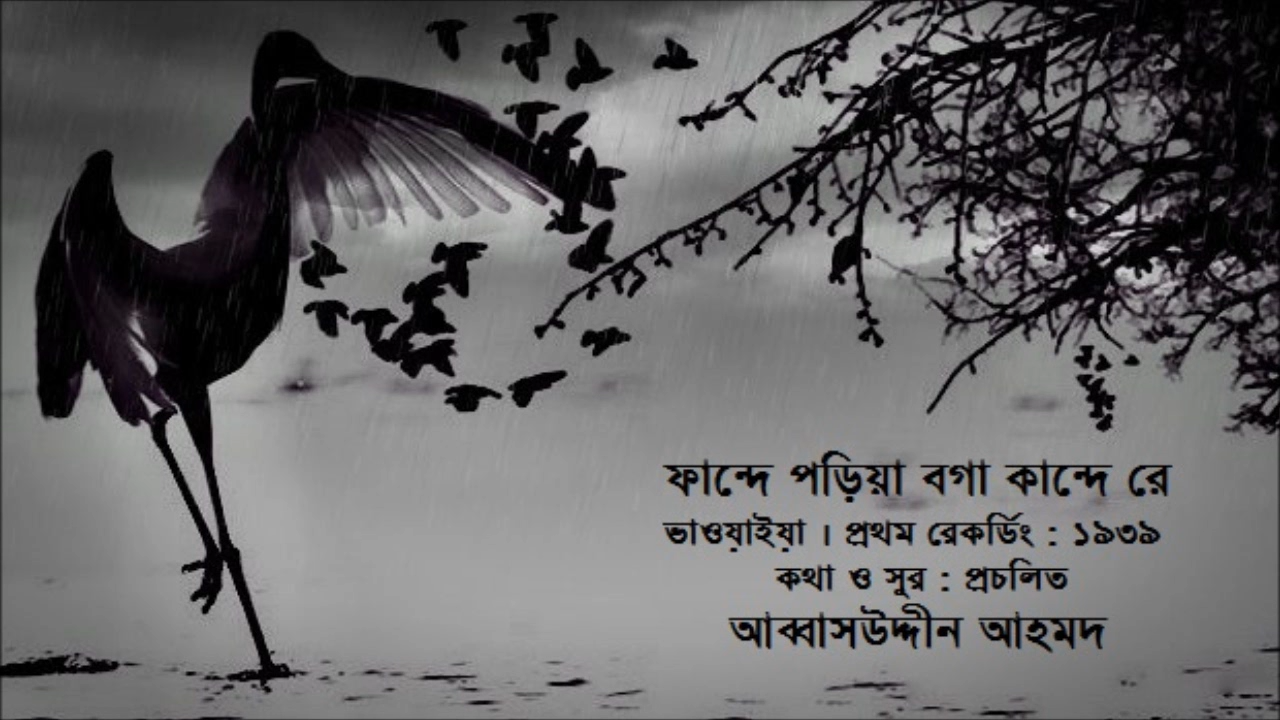 ফান্দে পড়িয়া বগা কান্দে রে
ভাওয়াইয়া । প্রথম রেকর্ডিং : ১৯৩৯
কথা ও সুর : প্রচলিত
আব্বাসউদ্দীন আহমদ